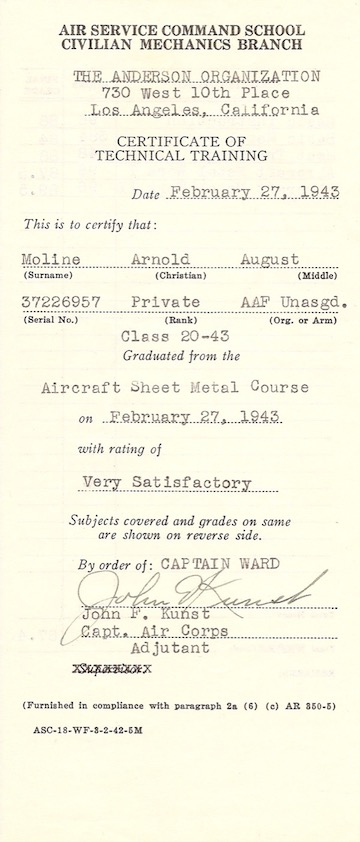 AIR SERVICE COMMAND SCHOOL
CIVILIAN MECHANICS BRANCH
THE ANDERSON ORGANIZATION
730 West 10th Place
Los Angeles, California
CERTIFICATE OF
TECHNICAL TRAINING
Date February 27, 1943
This is to certify that:
Moline Arnold August
(Surname) (Christian) (Middle)
37226957 Private AAF Unasgd.
(Serial No.) (Rank) (Org. or Arm)
Class 20-43
Graduated from the
Aircraft Sheet Metal Course
on February 27, 1943
with rating of
Very Satisfactory
Subjects covered and grades on same
are shown on reverse side.
By order of: CAPTAIN WARD
John F Kunst
John F. Kunst
Capt. Air Corps
Adjutant
(Furnished in compliance with paragraph 2a (6) (c) AR 350-5)
ASC-18-WF-3-2-42-5M